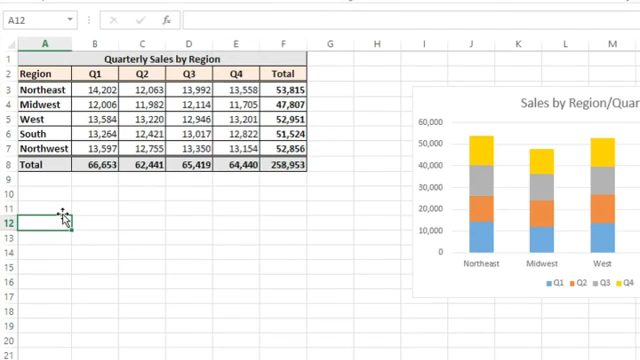 A12
fx
A B C D E F G H I J K L M
1 Quarterly Sales by Region
2 Region Q1 Q2 Q3 Q4 Total
3 Northeast 14,202 12,063 13,992 13,558 53,815
4 Midwest 12,006 11,982 12,114 11,705 47,807
5 West 13,584 13,220 12,946 13,201 52,951
6 South 13,264 12,421 13,017 12,822 51,524
7 Northwest 13,597 12,755 13,350 13,154 52,856
8 Total 66,653 62,441 65,419 64,440 258,953
9
10
11
12
13
14
15
16
17
18
19
20
21
Sales by Region/Quar
60,000
50,000
40,000
30,000
20,000
10,000
0
Northeast Midwest West
Q1 Q2 Q3 Q4